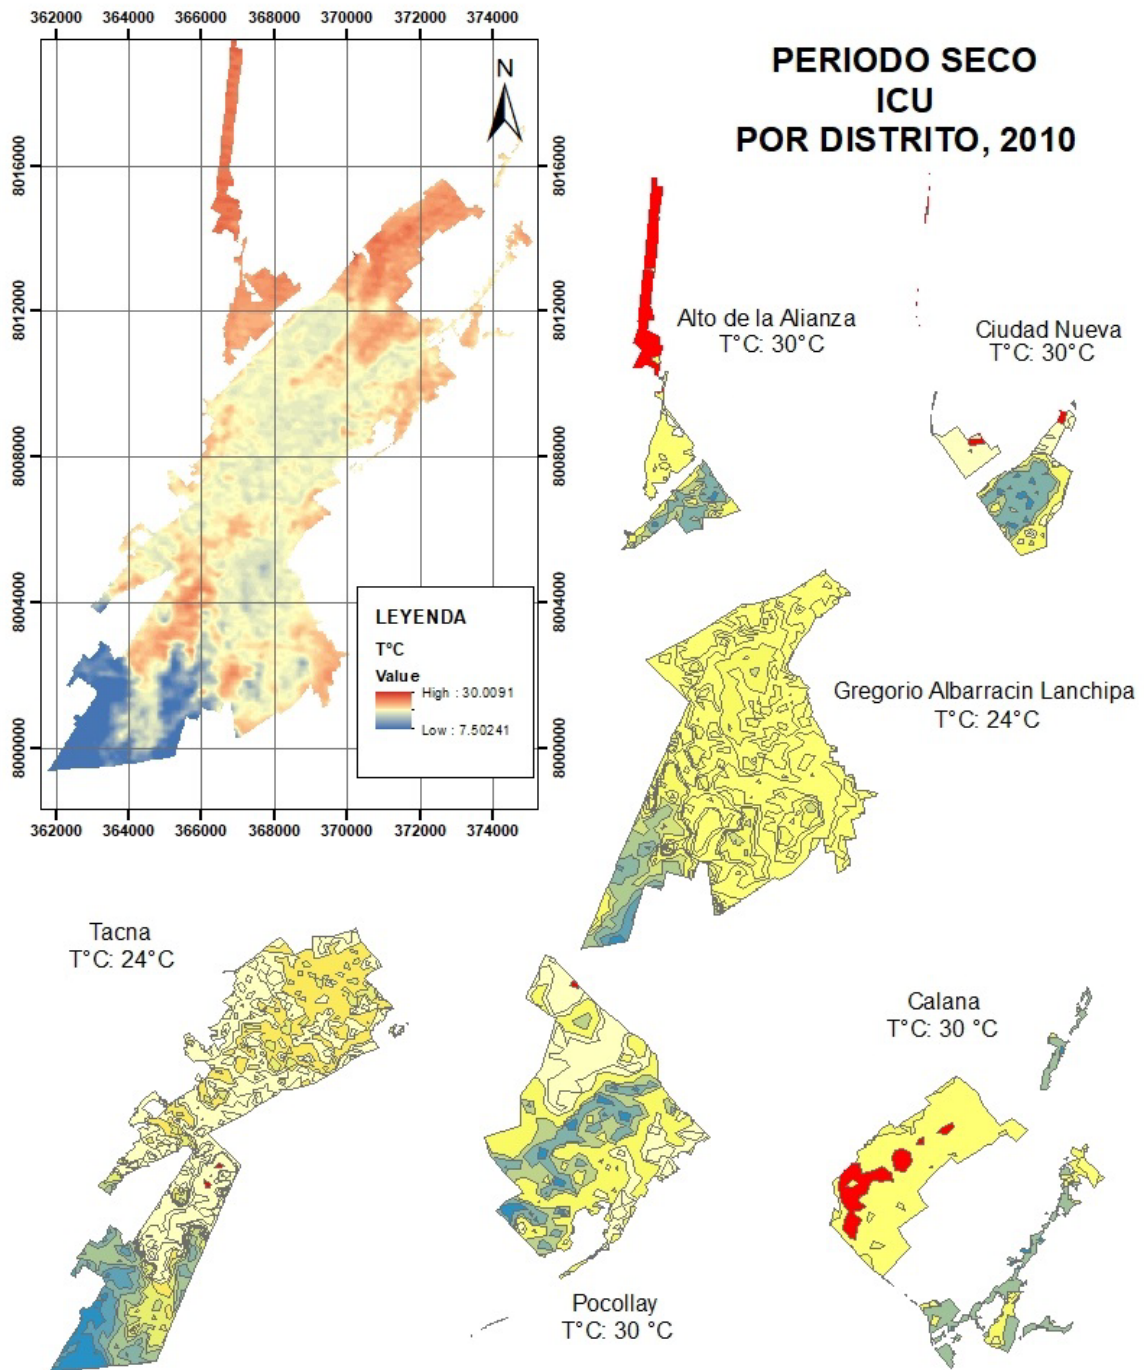 362000 364000 366000 368000 370000 372000 374000
PERIODO SECO
ICU
POR DISTRITO, 2010
N
8016000 8016000
8012000 8012000
8008000 8008000
8004000 8004000
8000000 8000000
LEYENDA
T°C
Value
High : 30.0091
Low : 7.50241
362000 364000 366000 368000 370000 372000 374000
Alto de la Alianza
T°C: 30°C
Ciudad Nueva
T°C: 30°C
Gregorio Albarracin Lanchipa
T°C: 24°C
Tacna
T°C: 24°C
Calana
T°C: 30 °C
Pocollay
T°C: 30 °C